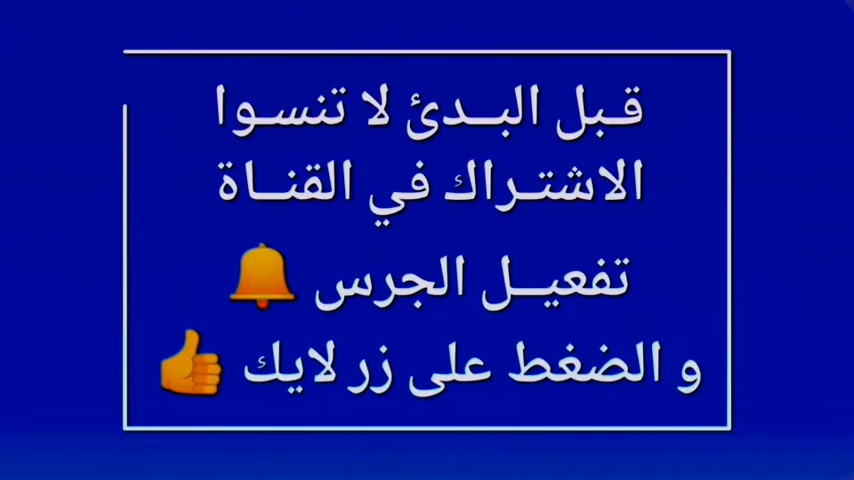 قبل البدئ لا تنسوا
الاشتراك في القناة
تفعيل الجرس 🔔
و الضغط على زر لايك 👍